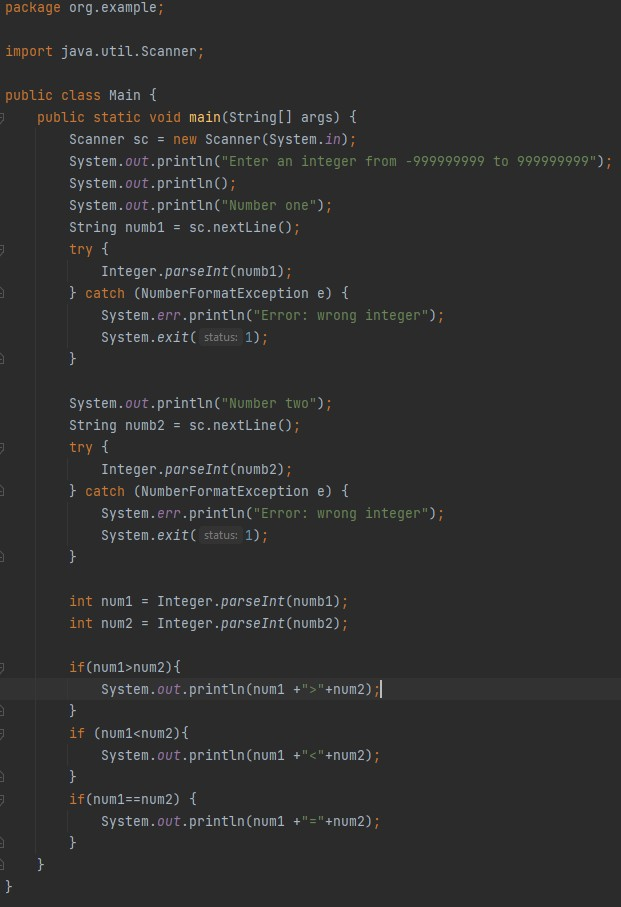 package org.example;
import java.util.Scanner;
public class Main {
public static void main(String[] args) {
Scanner sc = new Scanner(System.in);
System.out.println("Enter an integer from -999999999 to 999999999");
System.out.println();
System.out.println("Number one");
String numb1 = sc.nextLine();
try {
Integer.parseInt(numb1);
} catch (NumberFormatException e) {
System.err.println("Error: wrong integer");
System.exit( status: 1);
}
System.out.println("Number two");
String numb2 = sc.nextLine();
try {
Integer.parseInt(numb2);
} catch (NumberFormatException e) {
System.err.println("Error: wrong integer");
System.exit( status: 1);
}
int num1 = Integer.parseInt(numb1);
int num2 = Integer.parseInt(numb2);
if(num1>num2){
System.out.println(num1 +">"+num2);
}
if (num1<num2){
System.out.println(num1 +"<"+num2);
}
if(num1==num2) {
System.out.println(num1 +"="+num2);
}
}
}